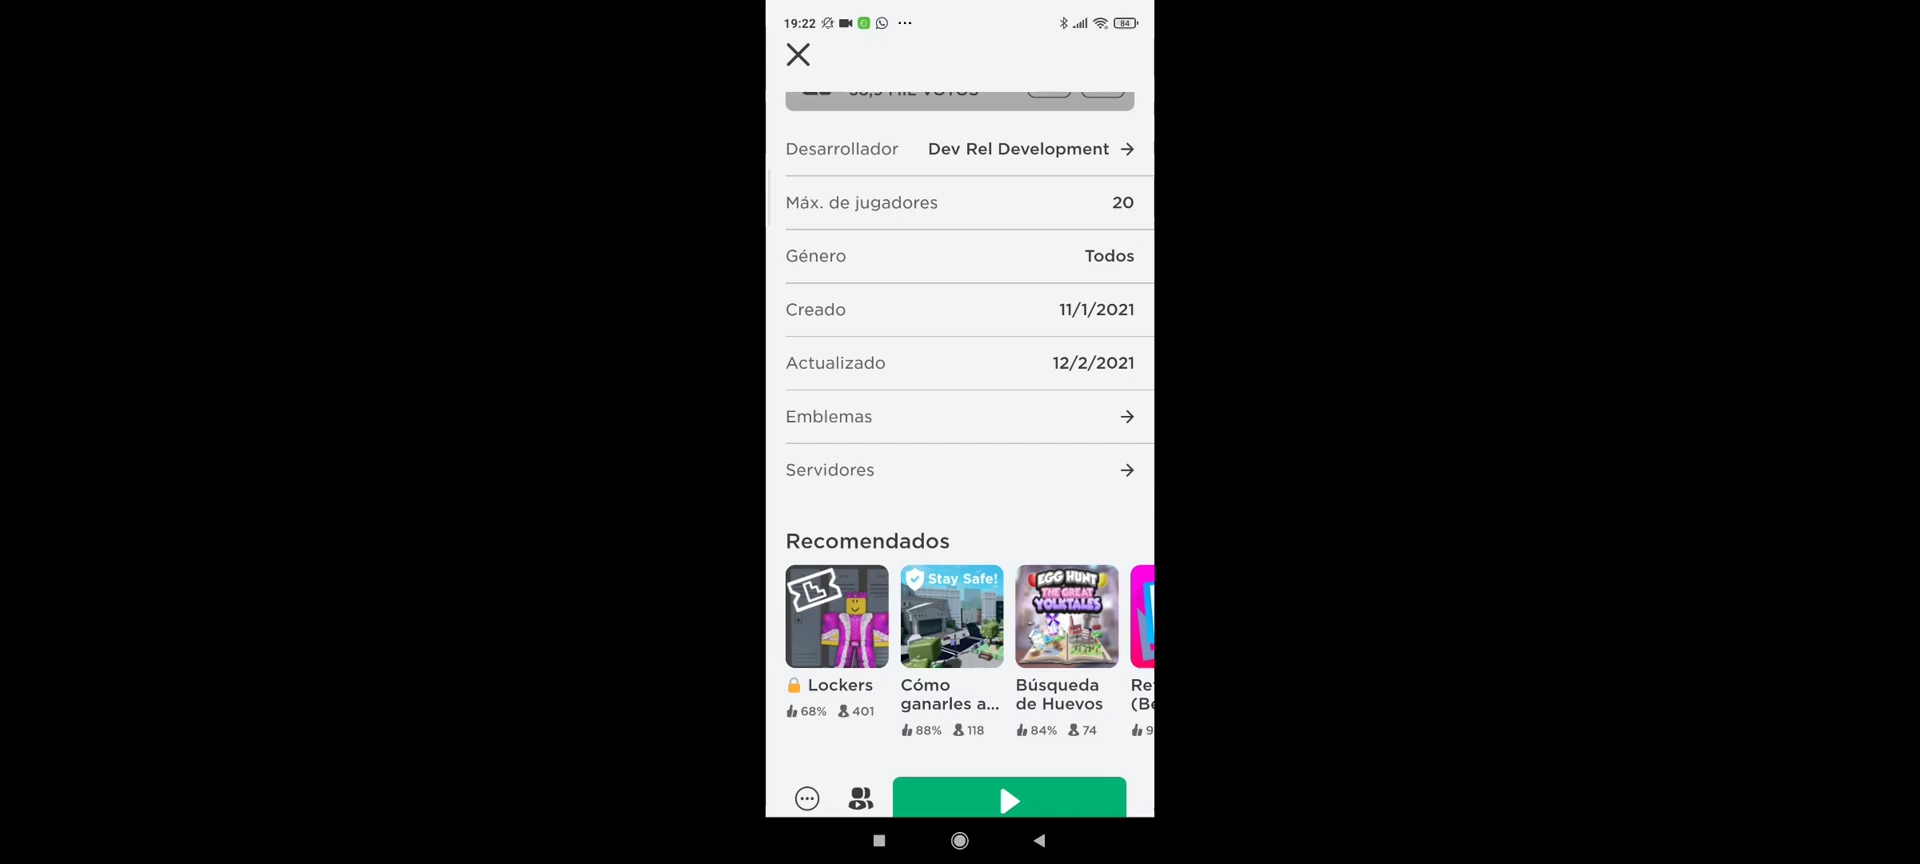 19:22
84
Desarrollador Dev Rel Development
Máx. de jugadores 20
Género Todos
Creado 11/1/2021
Actualizado 12/2/2021
Emblemas
Servidores
Recomendados
Stay Safe!
EGG HUNT
THE GREAT
YOLKTALES
Lockers
68% 401
Cómo
ganarles a...
88% 118
Búsqueda
de Huevos
84% 74